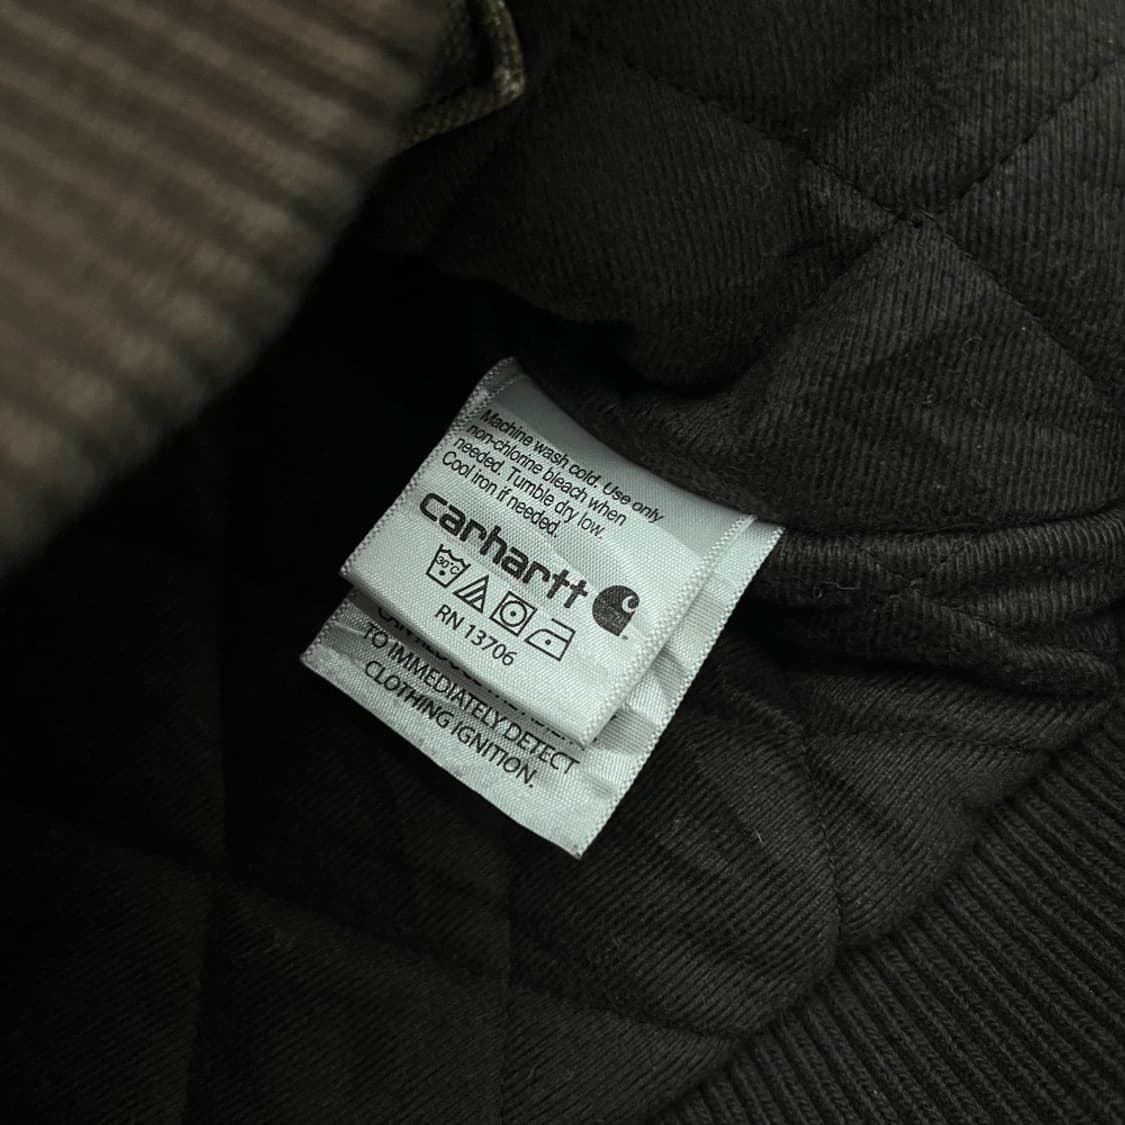 Machine wash cold. Use only
non-chlorine bleach when
needed. Tumble dry low.
Cool iron if needed.
carhartt
30°C
RN 13706
TO IMMEDIATELY DETECT
CLOTHING IGNITION.